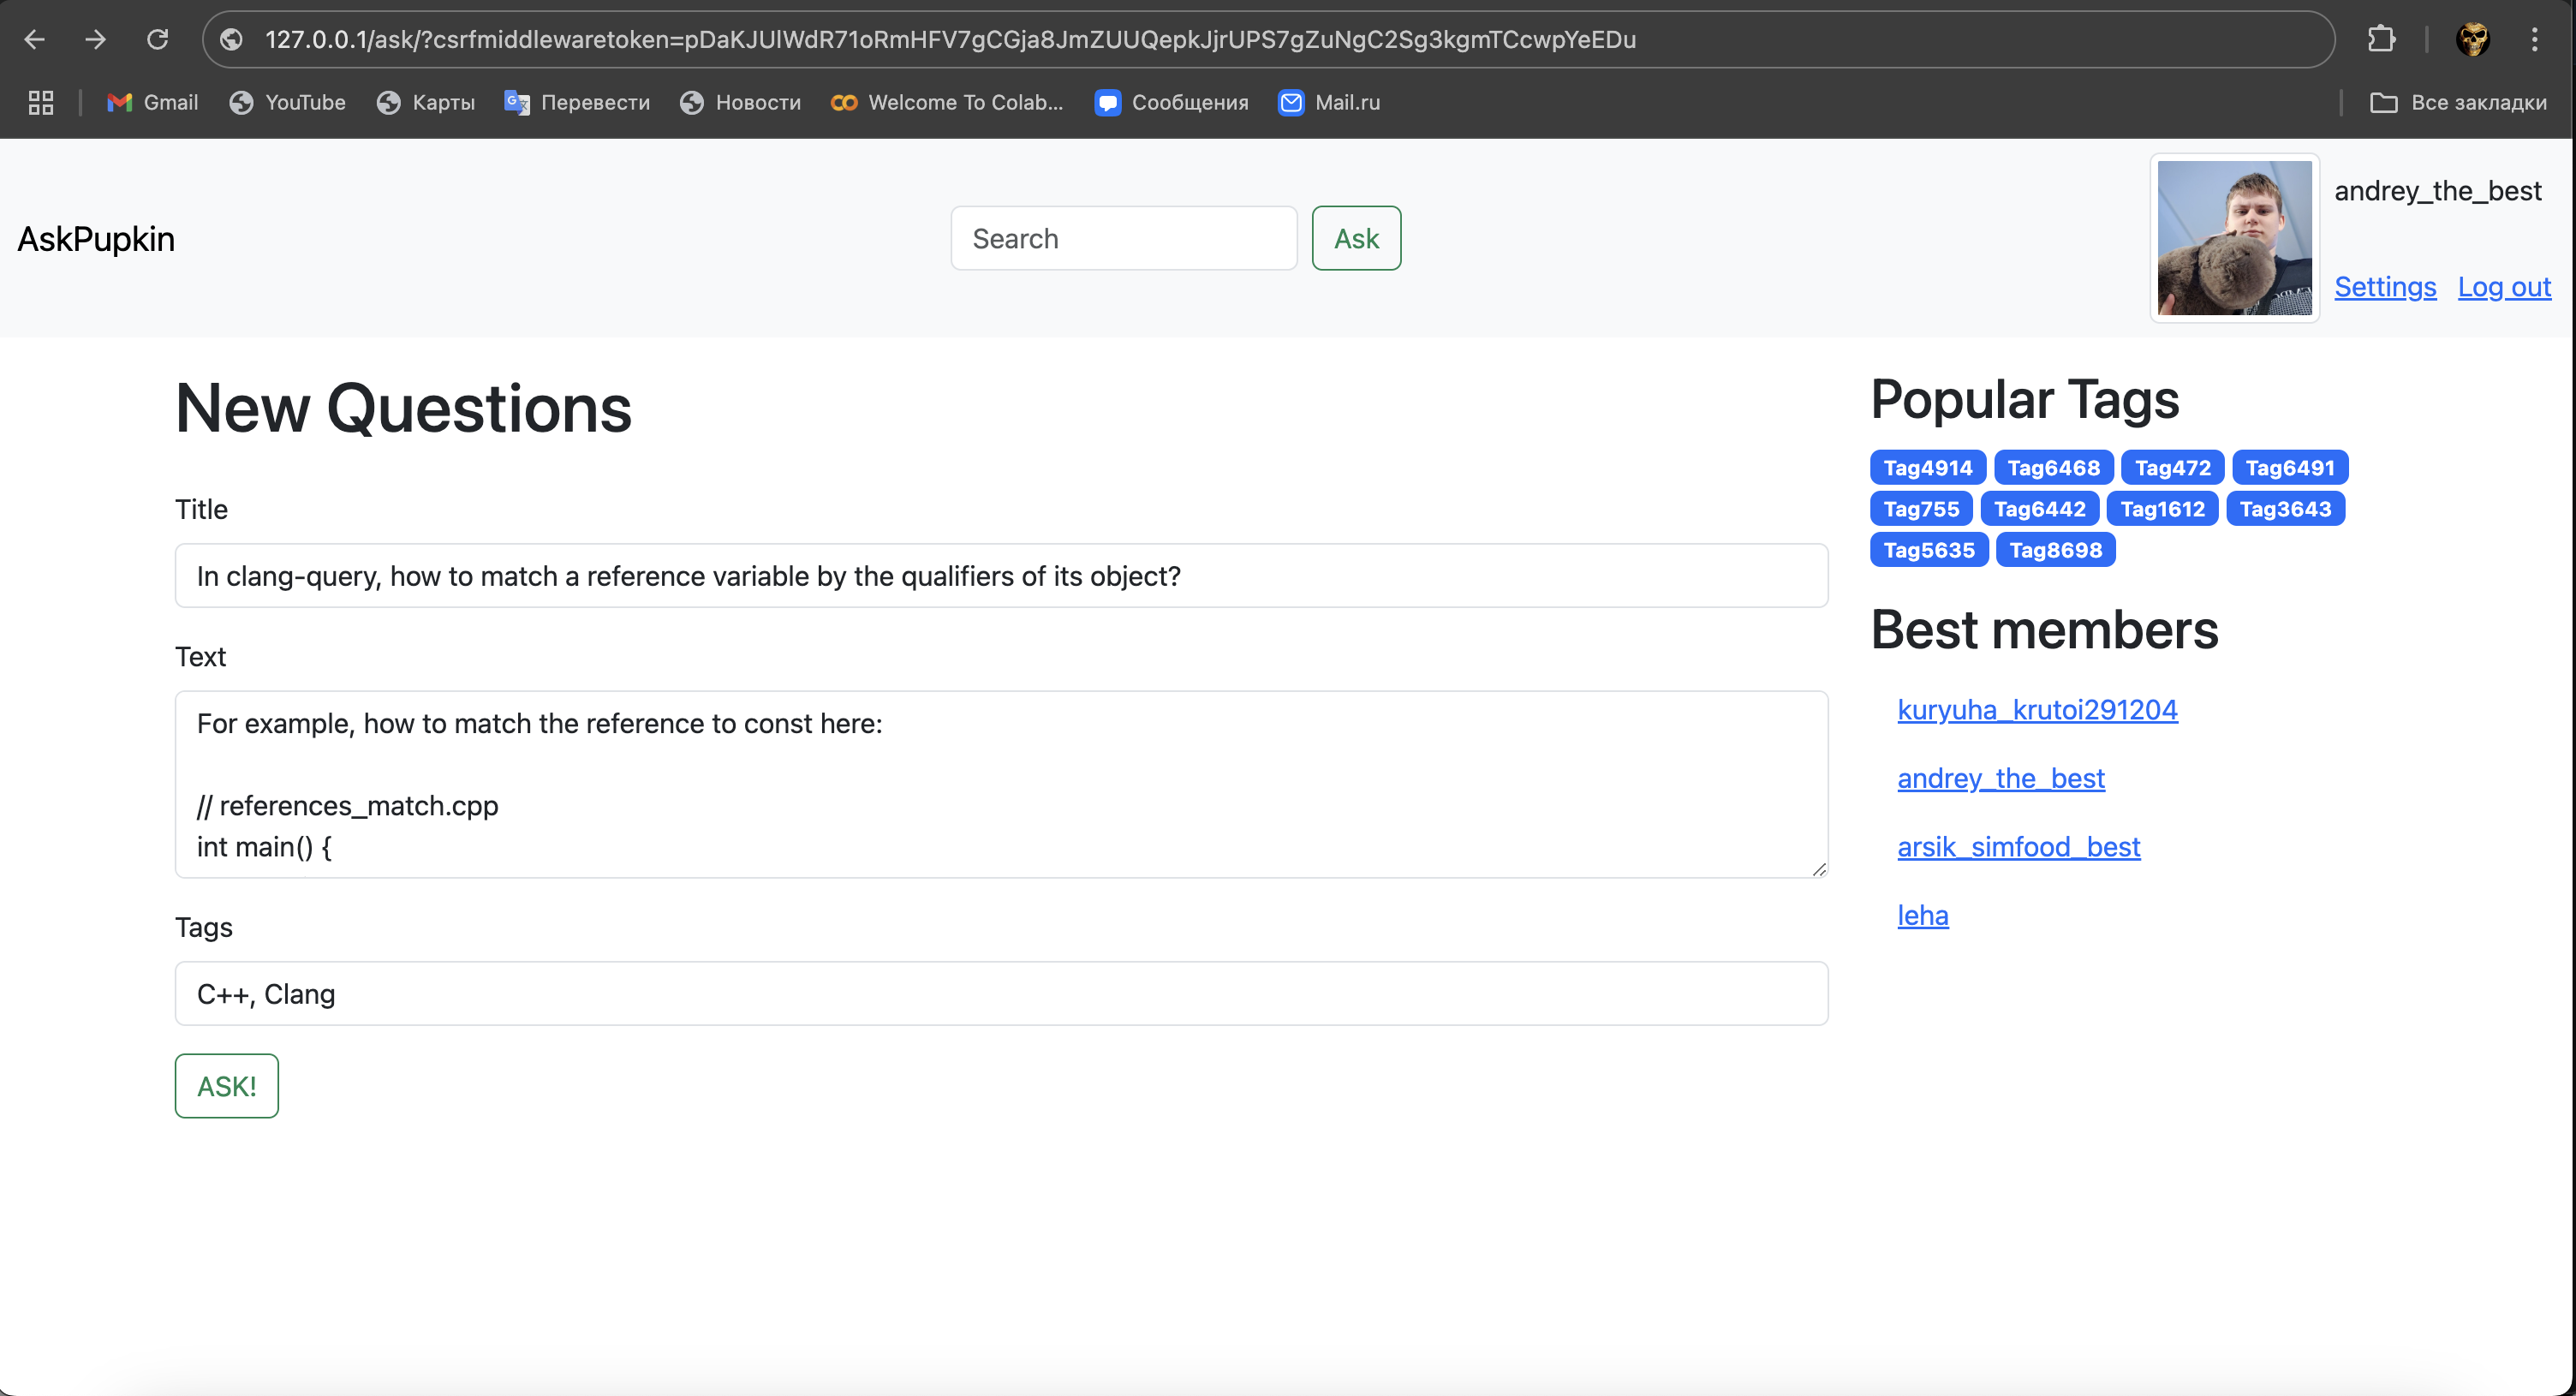 127.0.0.1/ask/?csrfmiddlewaretoken=pDaKJUlWdR71oRmHFV7gCGja8JmZUUQepkJjrUPS7gZuNgC2Sg3kgmTCcwpYeEDu
Gmail YouTube Карты Перевести Новости Welcome To Colab... Сообщения Mail.ru Все закладки
AskPupkin
Search
Ask
andrey_the_best
Settings Log out
New Questions
Title
In clang-query, how to match a reference variable by the qualifiers of its object?
Text
For example, how to match the reference to const here:
// references_match.cpp
int main() {
Tags
C++, Clang
ASK!
Popular Tags
Tag4914 Tag6468 Tag472 Tag6491
Tag755 Tag6442 Tag1612 Tag3643
Tag5635 Tag8698
Best members
kuryuha_krutoi291204
andrey_the_best
arsik_simfood_best
leha